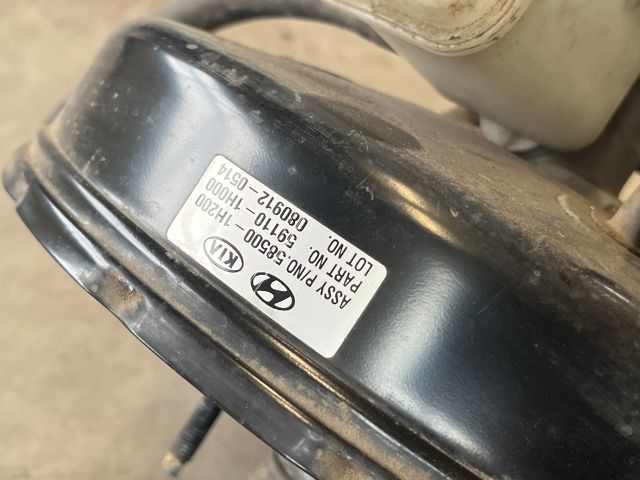 KIA
ASSY P/NO.58500-1H200
PART NO. 59110-1H000
LOT NO. 080912-0514